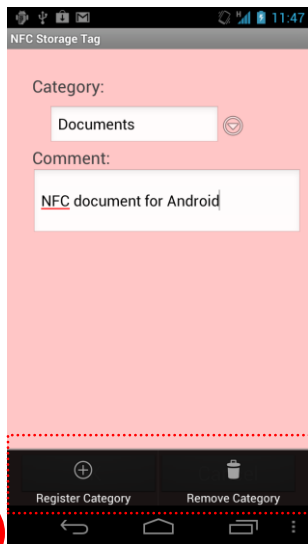 11:47
NFC Storage Tag
Category:
Documents
Comment:
NFC document for Android
Register Category Remove Category